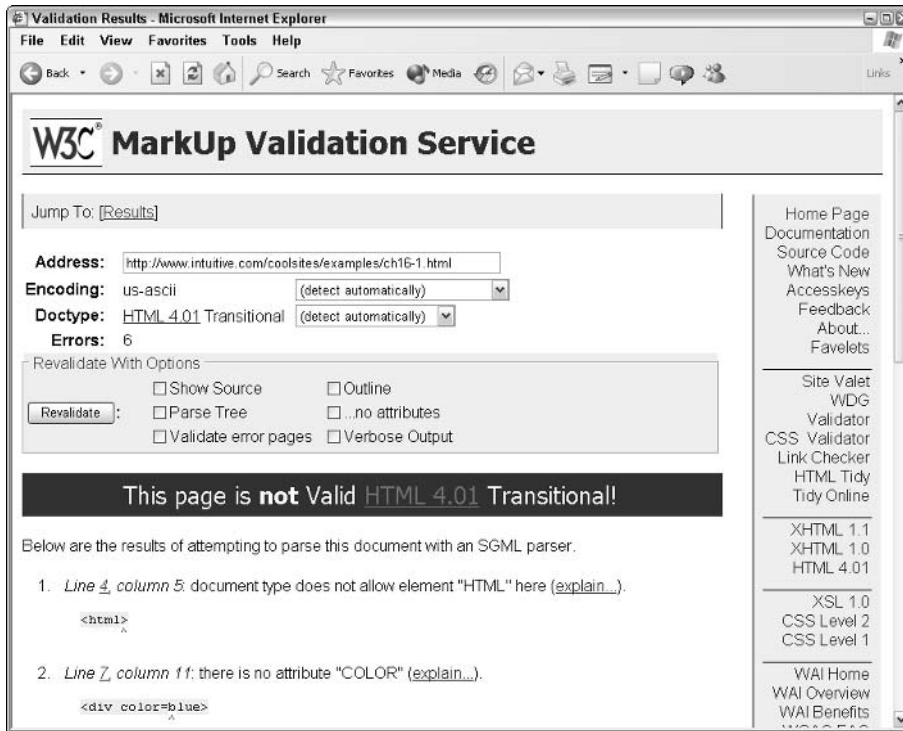 Validation Results - Microsoft Internet Explorer
File Edit View Favorites Tools Help
Back Search Favorites Media Links
W3C® MarkUp Validation Service
Jump To: [Results]
Address: http://www.intuitive.com/coolsites/examples/ch16-1.html
Encoding: us-ascii (detect automatically)
Doctype: HTML 4.01 Transitional (detect automatically)
Errors: 6
Revalidate With Options
Show Source Outline
Revalidate : Parse Tree ...no attributes
Validate error pages Verbose Output
This page is not Valid HTML 4.01 Transitional!
Below are the results of attempting to parse this document with an SGML parser.
1. Line 4, column 5: document type does not allow element "HTML" here (explain...).
<html>
^
2. Line 7, column 11: there is no attribute "COLOR" (explain...).
<div color=blue>
^
Home Page
Documentation
Source Code
What's New
Accesskeys
Feedback
About...
Favelets
Site Valet
WDG
Validator
CSS Validator
Link Checker
HTML Tidy
Tidy Online
XHTML 1.1
XHTML 1.0
HTML 4.01
XSL 1.0
CSS Level 2
CSS Level 1
WAI Home
WAI Overview
WAI Benefits